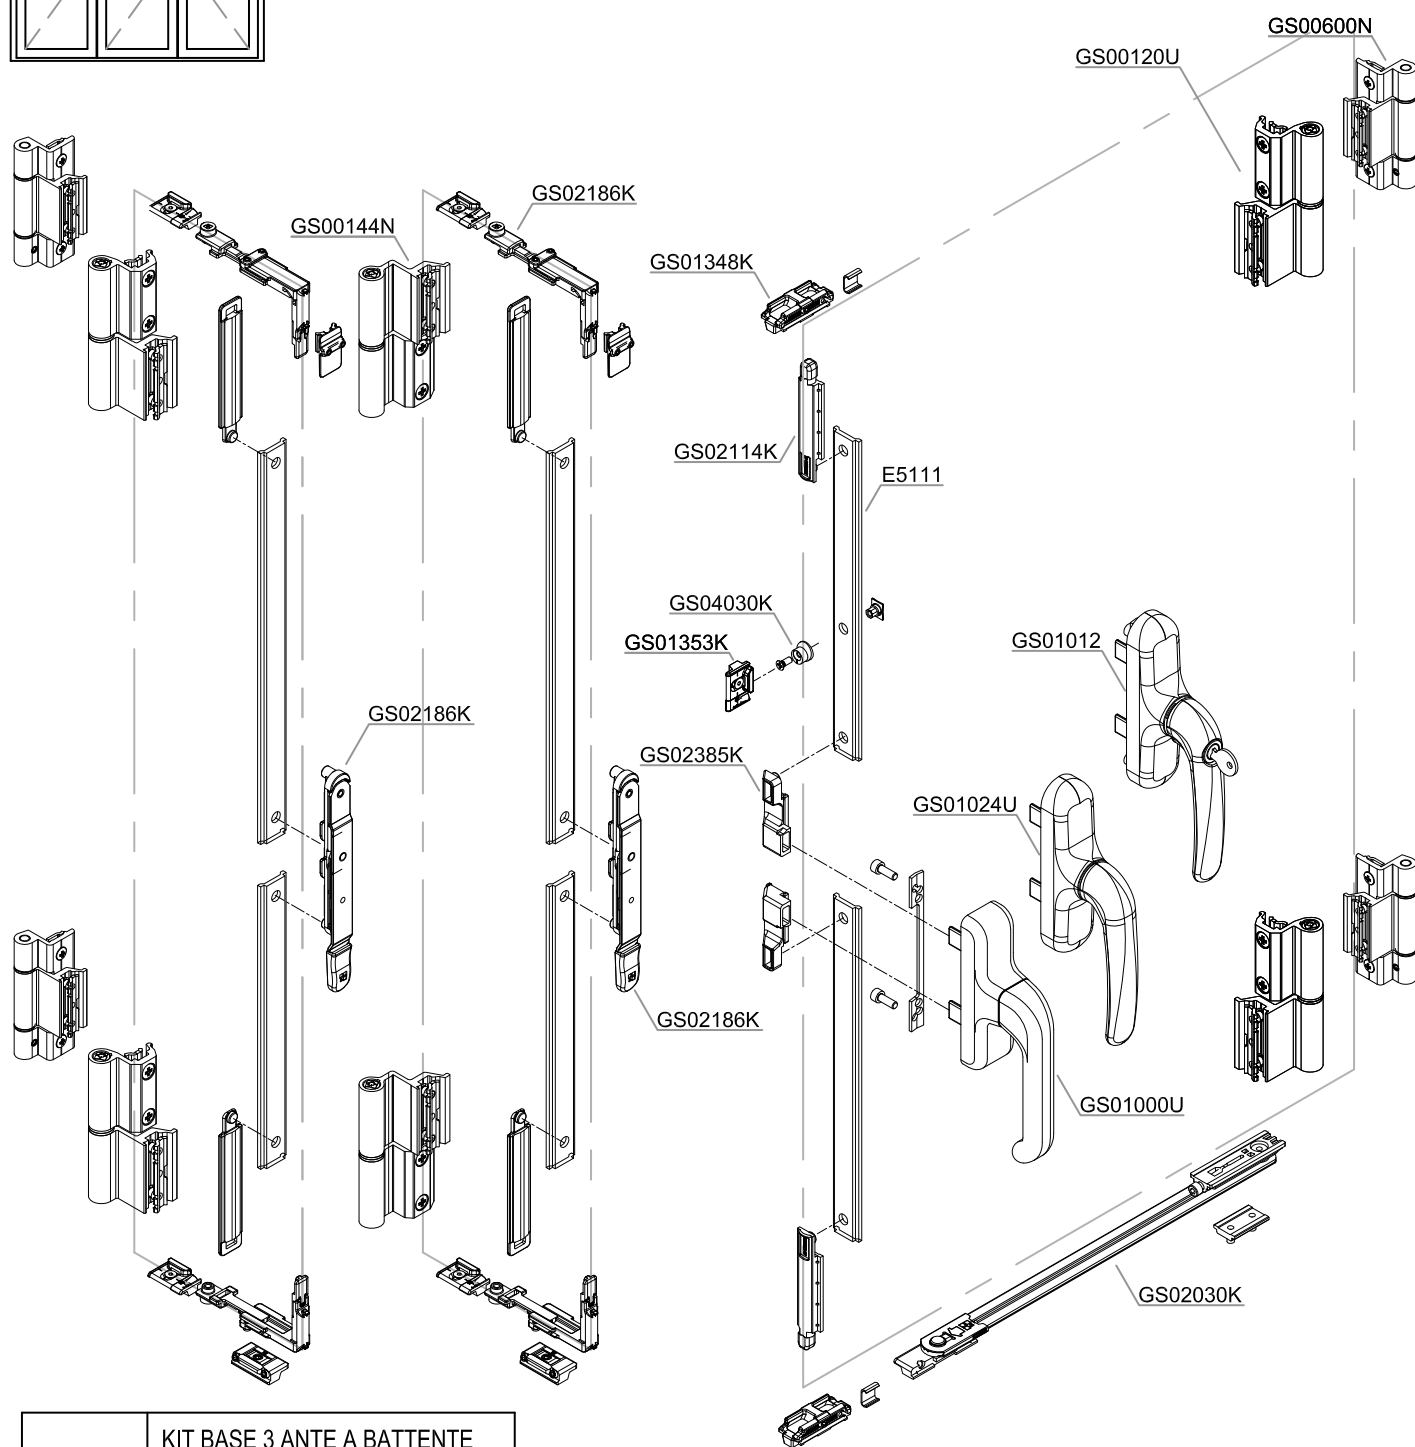 GS00600N
GS00120U
GS02186K
GS00144N
GS01348K
GS02114K
E5111
GS04030K
GS01353K
GS01012
GS02186K
GS02385K
GS01024U
GS02186K
GS01000U
GS02030K
KIT BASE 3 ANTE A BATTENTE